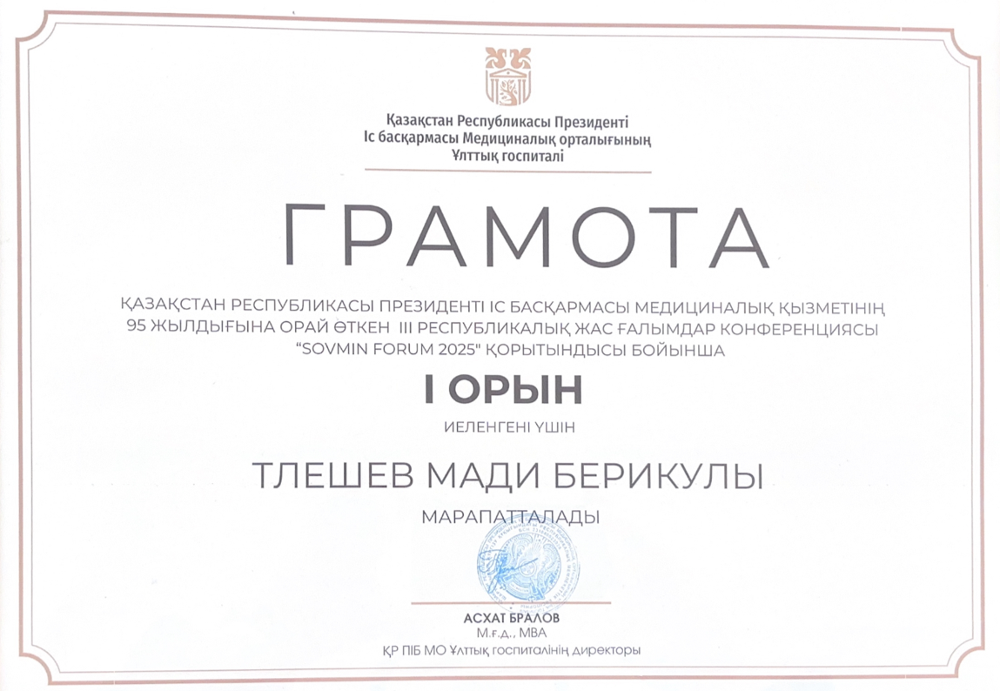 Қазақстан Республикасы Президенті
Іс басқармасы Медициналық орталығының
Ұлттық госпиталі
ГРАМОТА
ҚАЗАҚСТАН РЕСПУБЛИКАСЫ ПРЕЗИДЕНТІ ІС БАСҚАРМАСЫ МЕДИЦИНАЛЫҚ ҚЫЗМЕТІНІҢ
95 ЖЫЛДЫҒЫНА ОРАЙ ӨТКЕН III РЕСПУБЛИКАЛЫҚ ЖАС ҒАЛЫМДАР КОНФЕРЕНЦИЯСЫ
“SOVMIN FORUM 2025" ҚОРЫТЫНДЫСЫ БОЙЫНША
I ОРЫН
ИЕЛЕНГЕНІ ҮШІН
ТЛЕШЕВ МАДИ БЕРИКУЛЫ
МАРАПАТТАЛАДЫ
АСХАТ БРАЛОВ
М.ғ.д., MBA
ҚР ПІБ МО Ұлттық госпиталінің директоры